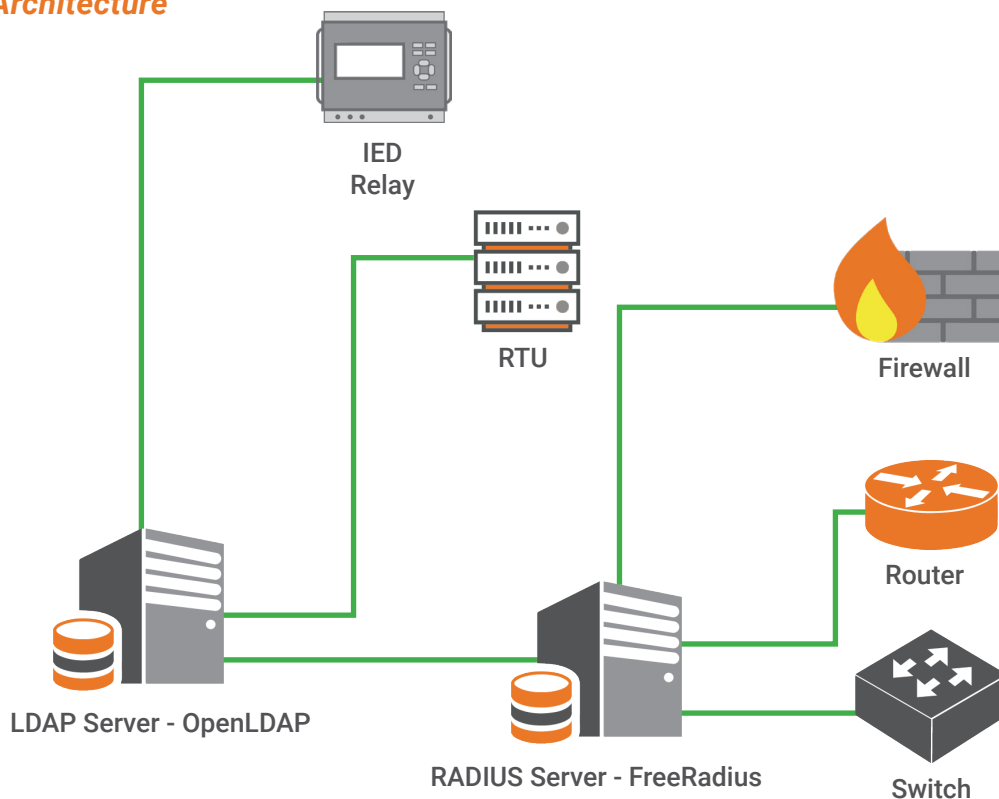 Architecture
IED
Relay
RTU
Firewall
Router
LDAP Server - OpenLDAP
RADIUS Server - FreeRadius
Switch